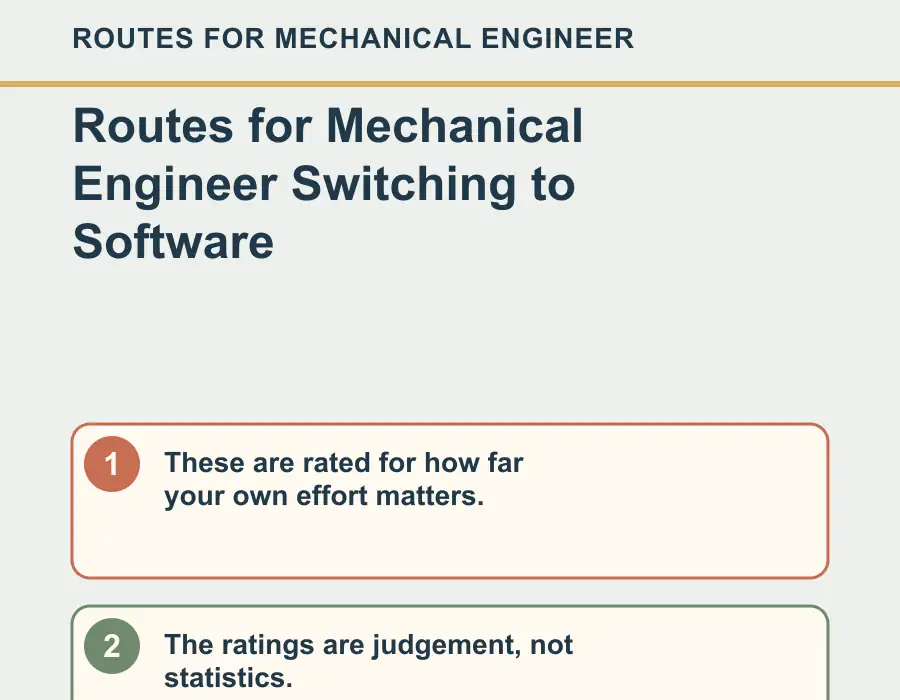 ROUTES FOR MECHANICAL ENGINEER
Routes for Mechanical
Engineer Switching to
Software
1
These are rated for how far
your own effort matters.
2
The ratings are judgement, not
statistics.